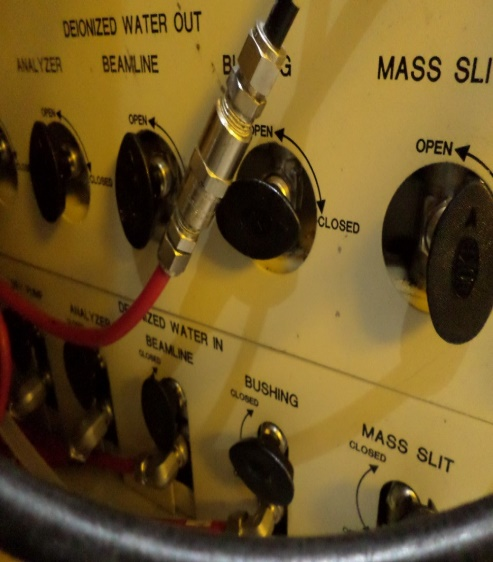 DEIONIZED WATER OUT
ANALYZER BEAMLINE MASS SLI
OPEN OPEN OPEN OPEN
CLOSED CLOSED
DEIONIZED WATER IN
ANALYZER BEAMLINE BUSHING MASS SLIT
CLOSED CLOSED CLOSED